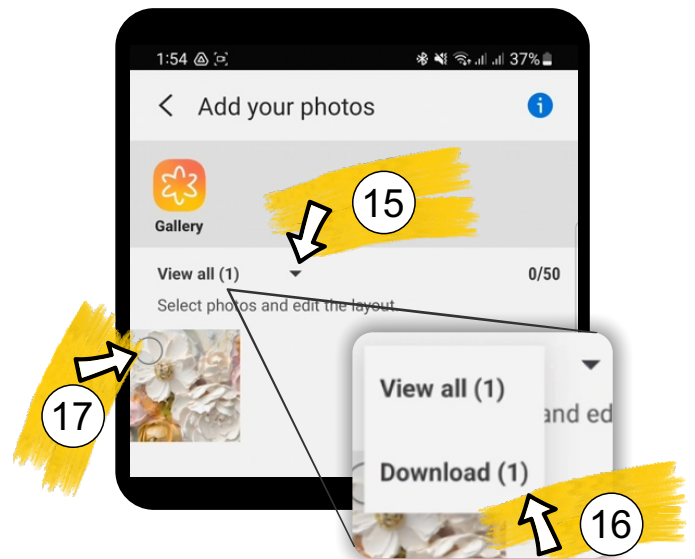 1:54 37%
Add your photos
15
Gallery
View all (1) 0/50
Select photos and edit the layout.
17
View all (1)
and ed
Download (1)
16